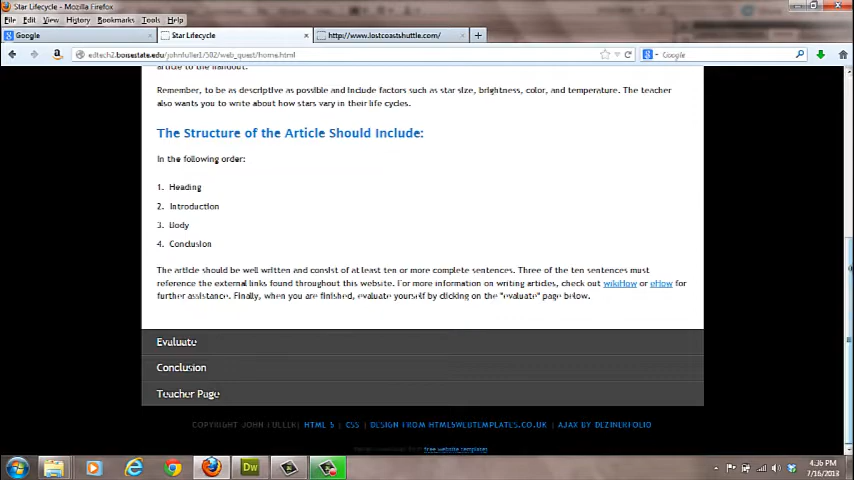 Star Lifecycle - Mozilla Firefox
File Edit View History Bookmarks Tools Help
Google
Star Lifecycle
http://www.lostcoastshuttle.com/
edtech2.boisestate.edu/johnfuller1/502/web_quest/home.html
Google
article to the handout.
Remember, to be as descriptive as possible and include factors such as star size, brightness, color, and temperature. The teacher
also wants you to write about how stars vary in their life cycles.
The Structure of the Article Should Include:
In the following order:
1. Heading
2. Introduction
3. Body
4. Conclusion
The article should be well written and consist of at least ten or more complete sentences. Three of the ten sentences must
reference the external links found throughout this website. For more information on writing articles, check out wikiHow or eHow for
further assistance. Finally, when you are finished, evaluate yourself by clicking on the "evaluate" page below.
Evaluate
Conclusion
Teacher Page
COPYRIGHT JOHN FULLER | HTML 5 | CSS | DESIGN FROM HTML5WEBTEMPLATES.CO.UK | AJAX BY DEZINERFOLIO
free website templates
Dw
4:36 PM
7/16/2013